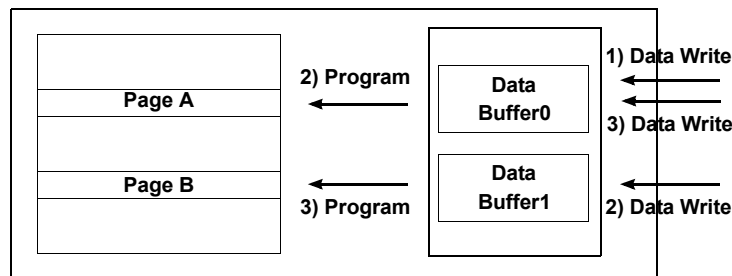 1) Data Write
2) Program
Data
Buffer0
Page A
3) Data Write
Data
Buffer1
Page B
3) Program
2) Data Write